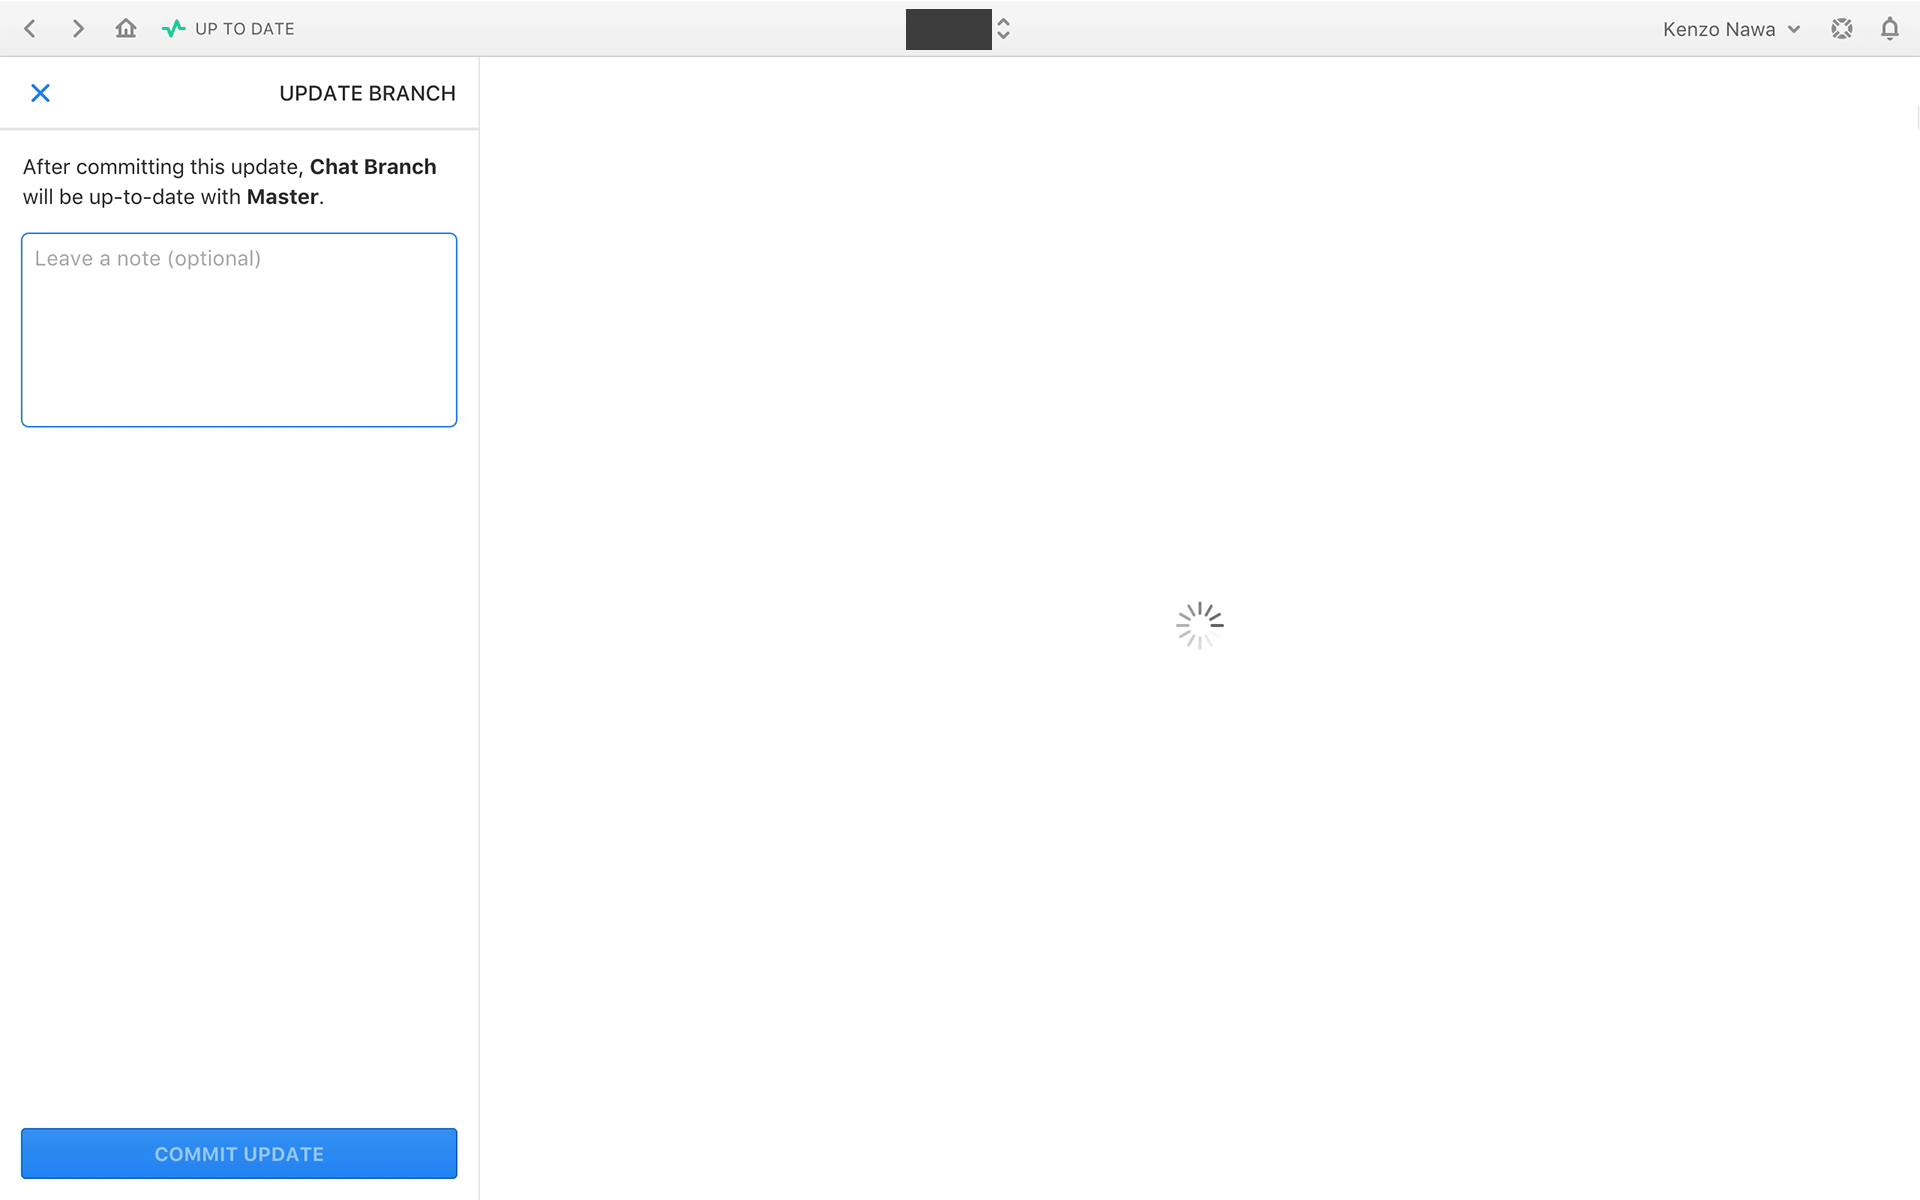 UP TO DATE
Kenzo Nawa
UPDATE BRANCH
After committing this update, Chat Branch
will be up-to-date with Master.
Leave a note (optional)
COMMIT UPDATE